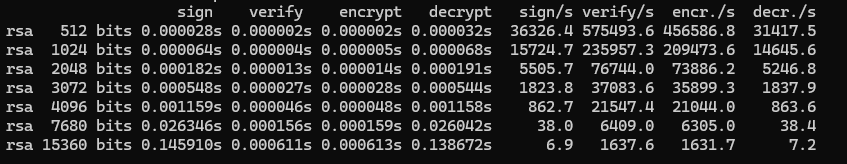 sign verify encrypt decrypt sign/s verify/s encr./s decr./s
rsa 512 bits 0.000028s 0.000002s 0.000002s 0.000032s 36326.4 575493.6 456586.8 31417.5
rsa 1024 bits 0.000064s 0.000004s 0.000005s 0.000068s 15724.7 235957.3 209473.6 14645.6
rsa 2048 bits 0.000182s 0.000013s 0.000014s 0.000191s 5505.7 76744.0 73886.2 5246.8
rsa 3072 bits 0.000548s 0.000027s 0.000028s 0.000544s 1823.8 37083.6 35899.3 1837.9
rsa 4096 bits 0.001159s 0.000046s 0.000048s 0.001158s 862.7 21547.4 21044.0 863.6
rsa 7680 bits 0.026346s 0.000156s 0.000159s 0.026042s 38.0 6409.0 6305.0 38.4
rsa 15360 bits 0.145910s 0.000611s 0.000613s 0.138672s 6.9 1637.6 1631.7 7.2